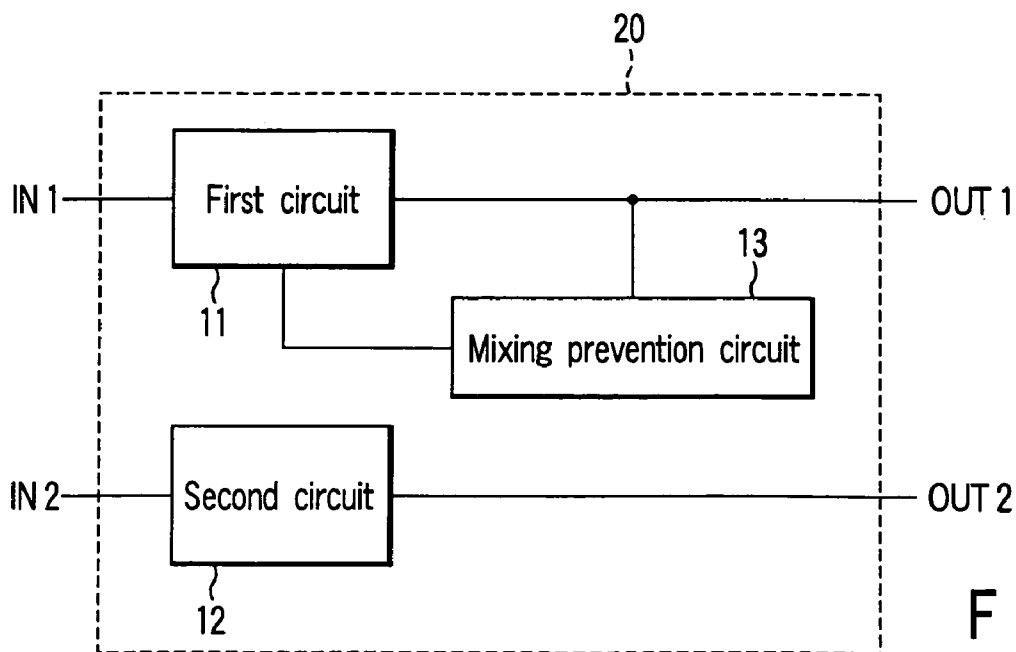 20
IN 1
First circuit
OUT 1
11
13
Mixing prevention circuit
IN 2
Second circuit
OUT 2
12
F